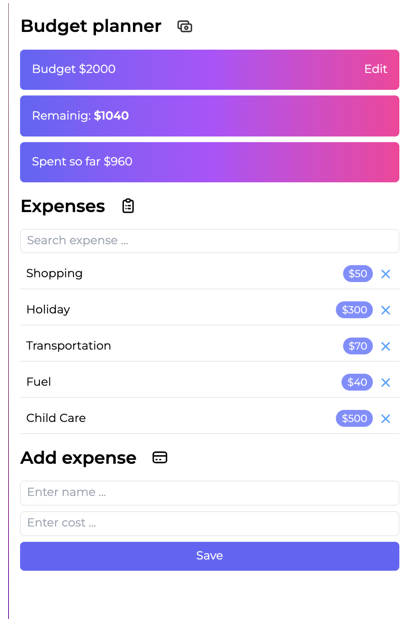 Budget planner
Budget $2000 Edit
Remainig: $1040
Spent so far $960
Expenses
Search expense ...
Shopping $50
Holiday $300
Transportation $70
Fuel $40
Child Care $500
Add expense
Enter name ...
Enter cost ...
Save